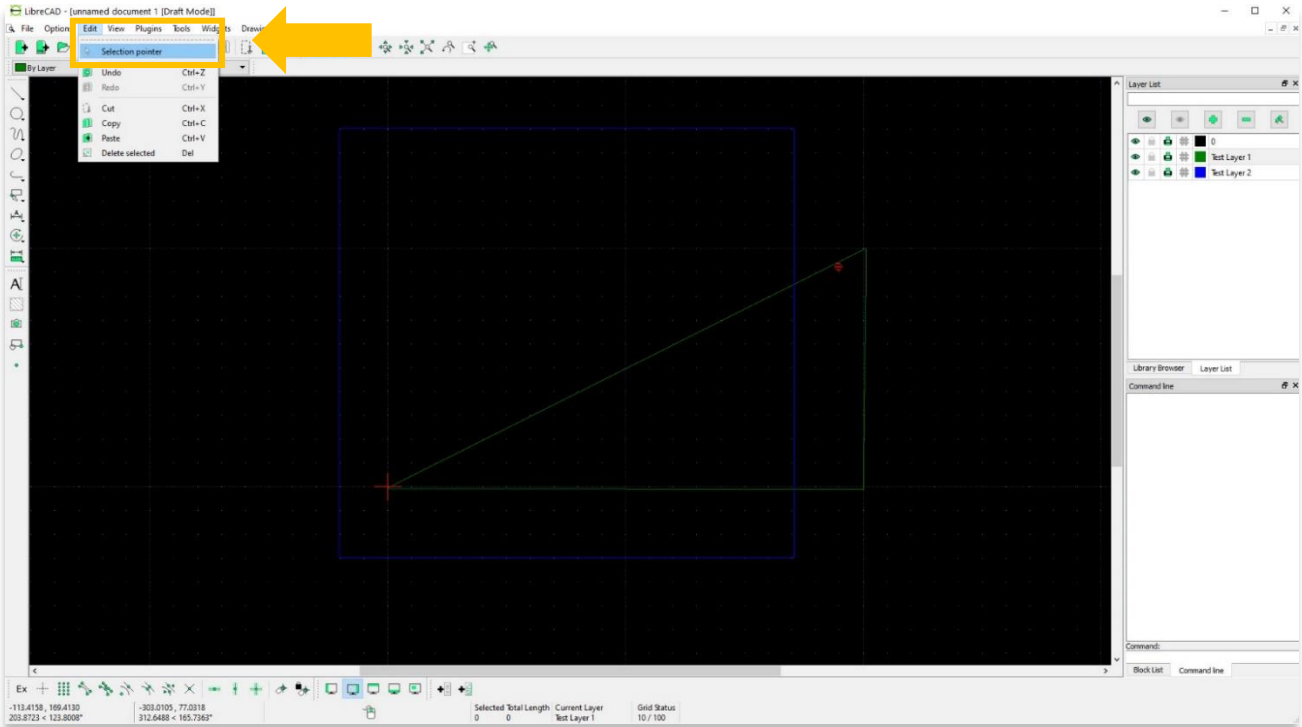 LibreCAD - [unnamed document 1 [Draft Mode]]
File Option Edit View Plugins Tools Widgets Drawi
Selection pointer
By Layer
Undo Ctrl+Z
Redo Ctrl+Y
Cut Ctrl+X
Copy Ctrl+C
Paste Ctrl+V
Delete selected Del
A
Layer List
0
Test Layer 1
Test Layer 2
Library Browser Layer List
Command line
Command:
Block List Command line
Ex
-113.4158 , 169.4130 -303.0105 , 77.0318 Selected Total Length Current Layer Grid Status
203.8723 < 123.8008° 312.6488 < 165.7363° 0 0 Test Layer 1 10 / 100